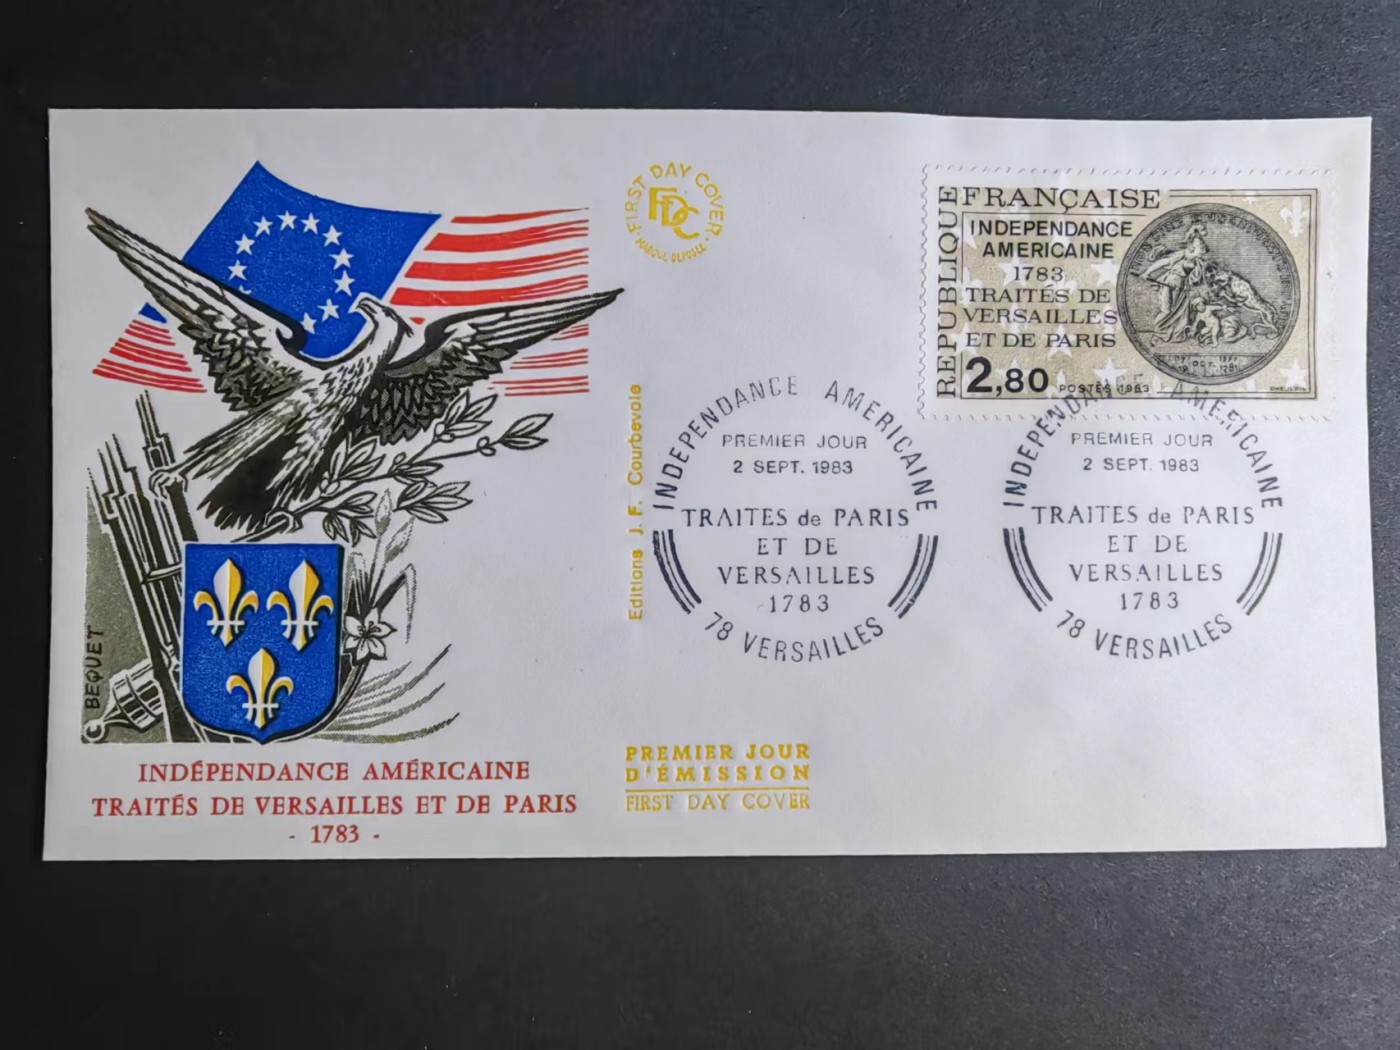 FIRST DAY COVER
FDC
MARQUE DEPOSEE
REPUBLIQUE
FRANÇAISE
INDEPENDANCE
AMERICAINE
1783
TRAITÉS DE
VERSAILLES
ET DE PARIS
2,80 POSTES 1983
INDEPENDANCE AMERICAINE
PREMIER JOUR
2 SEPT. 1983
TRAITES de PARIS
ET DE
VERSAILLES
1783
78 VERSAILLES
INDEPENDANCE AMERICAINE
PREMIER JOUR
2 SEPT. 1983
TRAITES de PARIS
ET DE
VERSAILLES
1783
78 VERSAILLES
Editions J. F. Courbevoie
BEQUET
INDÉPENDANCE AMÉRICAINE
TRAITÉS DE VERSAILLES ET DE PARIS
- 1783 -
PREMIER JOUR
D'ÉMISSION
FIRST DAY COVER